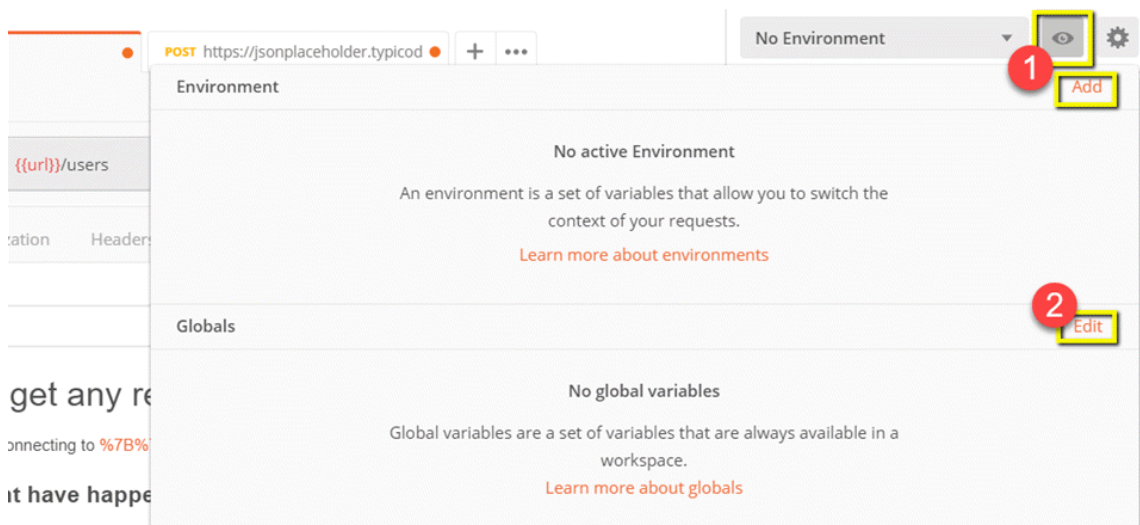 POST https://jsonplaceholder.typicod + •••
No Environment
1
Environment
Add
{{url}}/users
No active Environment
An environment is a set of variables that allow you to switch the
context of your requests.
Learn more about environments
zation Headers
2
Globals
Edit
No global variables
get any re
Global variables are a set of variables that are always available in a
onnecting to %7B%
workspace.
Learn more about globals
at have happe